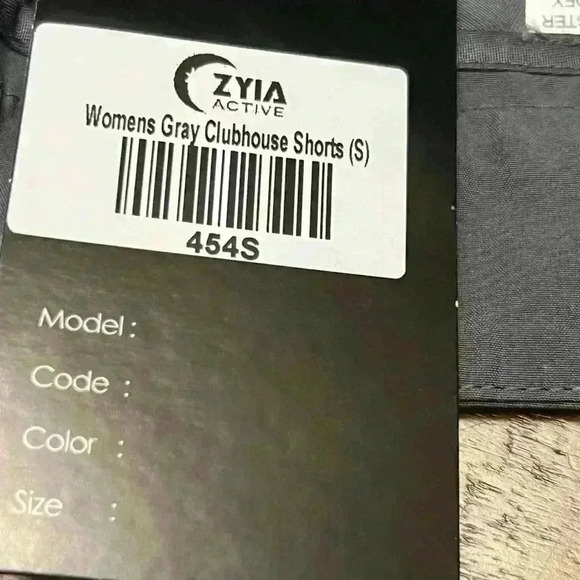 ZYIA
ACTIVE
Womens Gray Clubhouse Shorts (S)
454S
Model :
Code :
Color :
Size :